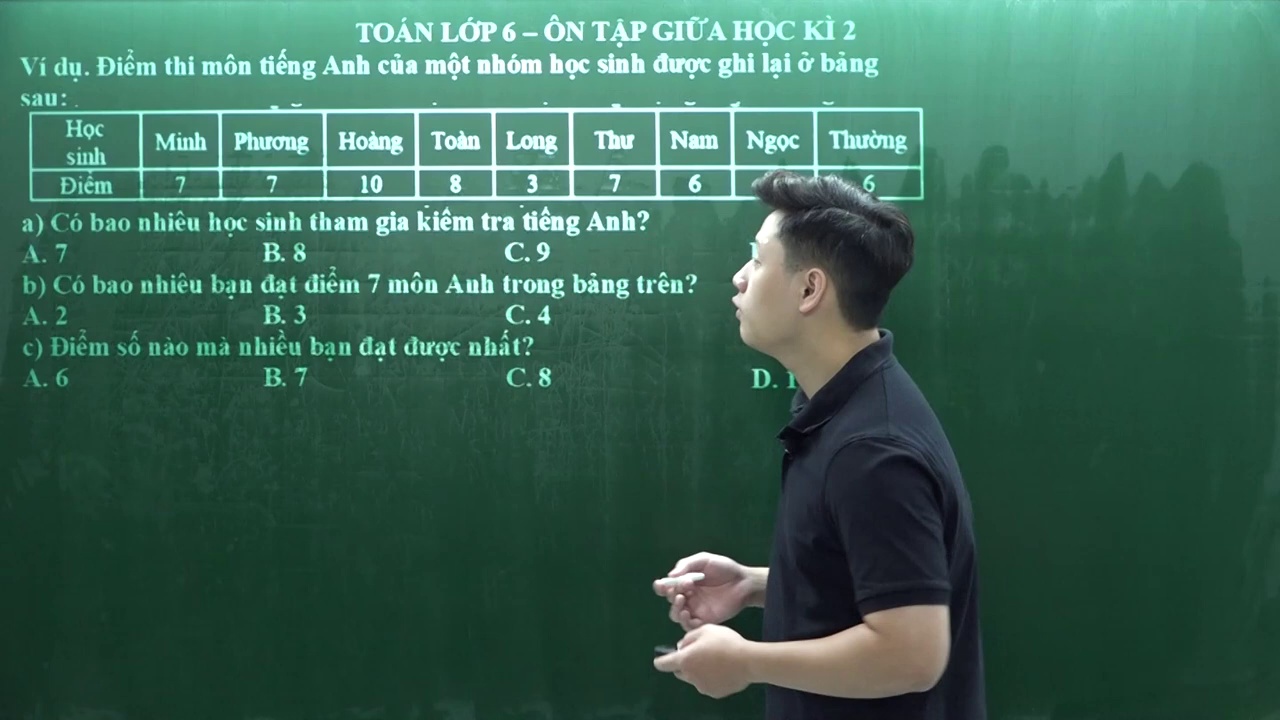 TOÁN LỚP 6 – ÔN TẬP GIỮA HỌC KÌ 2
Ví dụ. Điểm thi môn tiếng Anh của một nhóm học sinh được ghi lại ở bảng
sau:
Học sinh Minh Phương Hoàng Toàn Long Thư Nam Ngọc Thường
Điểm 7 7 10 8 3 7 6 6
a) Có bao nhiêu học sinh tham gia kiểm tra tiếng Anh?
A. 7 B. 8 C. 9
b) Có bao nhiêu bạn đạt điểm 7 môn Anh trong bảng trên?
A. 2 B. 3 C. 4
c) Điểm số nào mà nhiều bạn đạt được nhất?
A. 6 B. 7 C. 8 D.